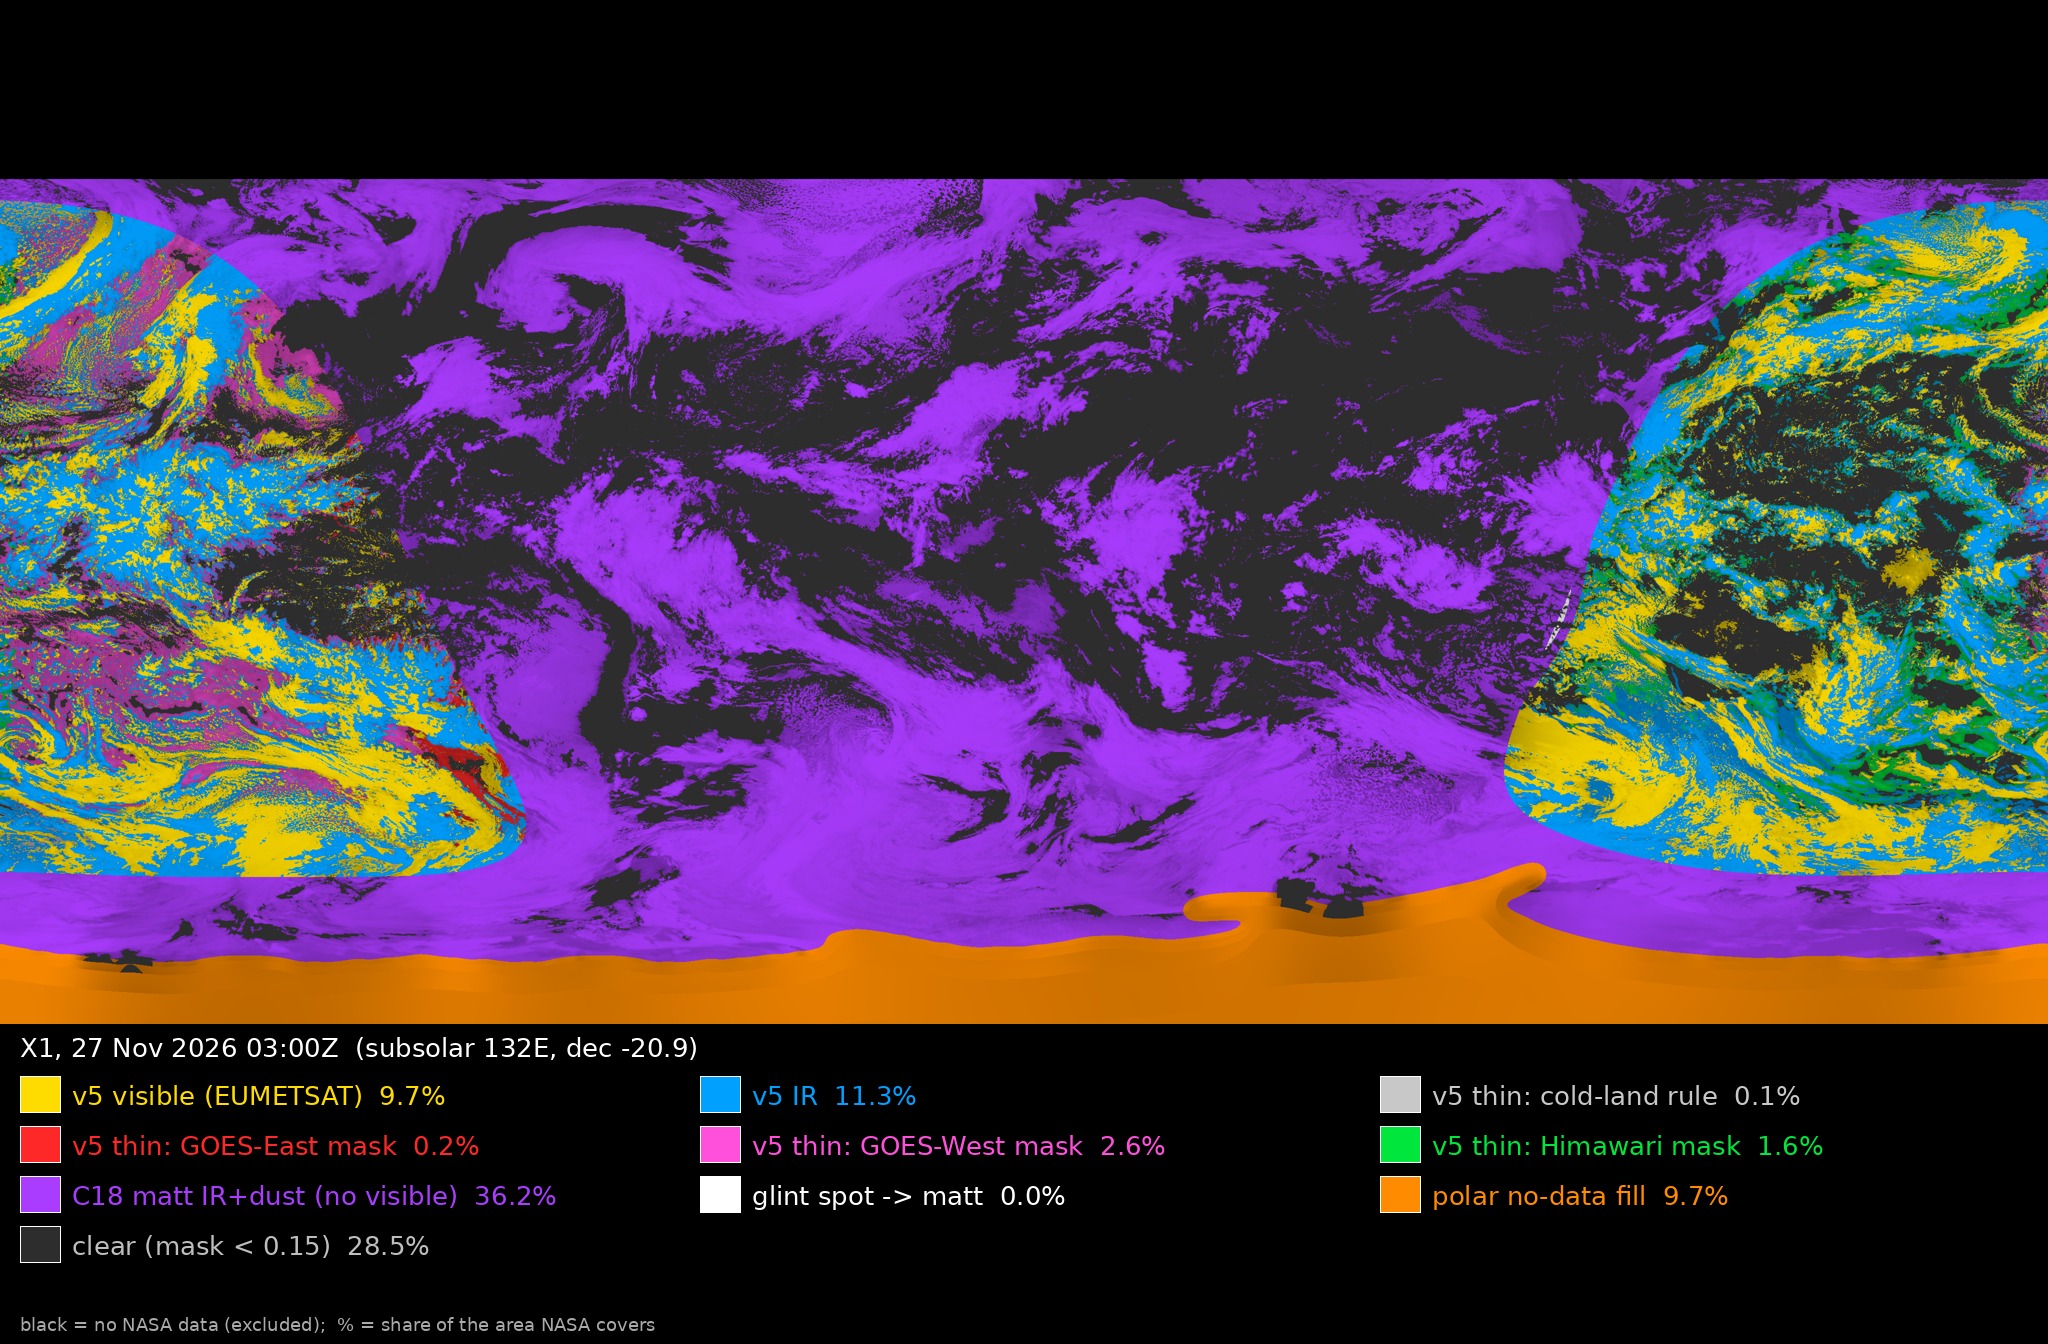 X1, 27 Nov 2026 03:00Z  (subsolar 132E, dec -20.9)
v5 visible (EUMETSAT)  9.7%
v5 IR  11.3%
v5 thin: cold-land rule  0.1%
v5 thin: GOES-East mask  0.2%
v5 thin: GOES-West mask  2.6%
v5 thin: Himawari mask  1.6%
C18 matt IR+dust (no visible)  36.2%
glint spot -> matt  0.0%
polar no-data fill  9.7%
clear (mask < 0.15)  28.5%
black = no NASA data (excluded);  % = share of the area NASA covers